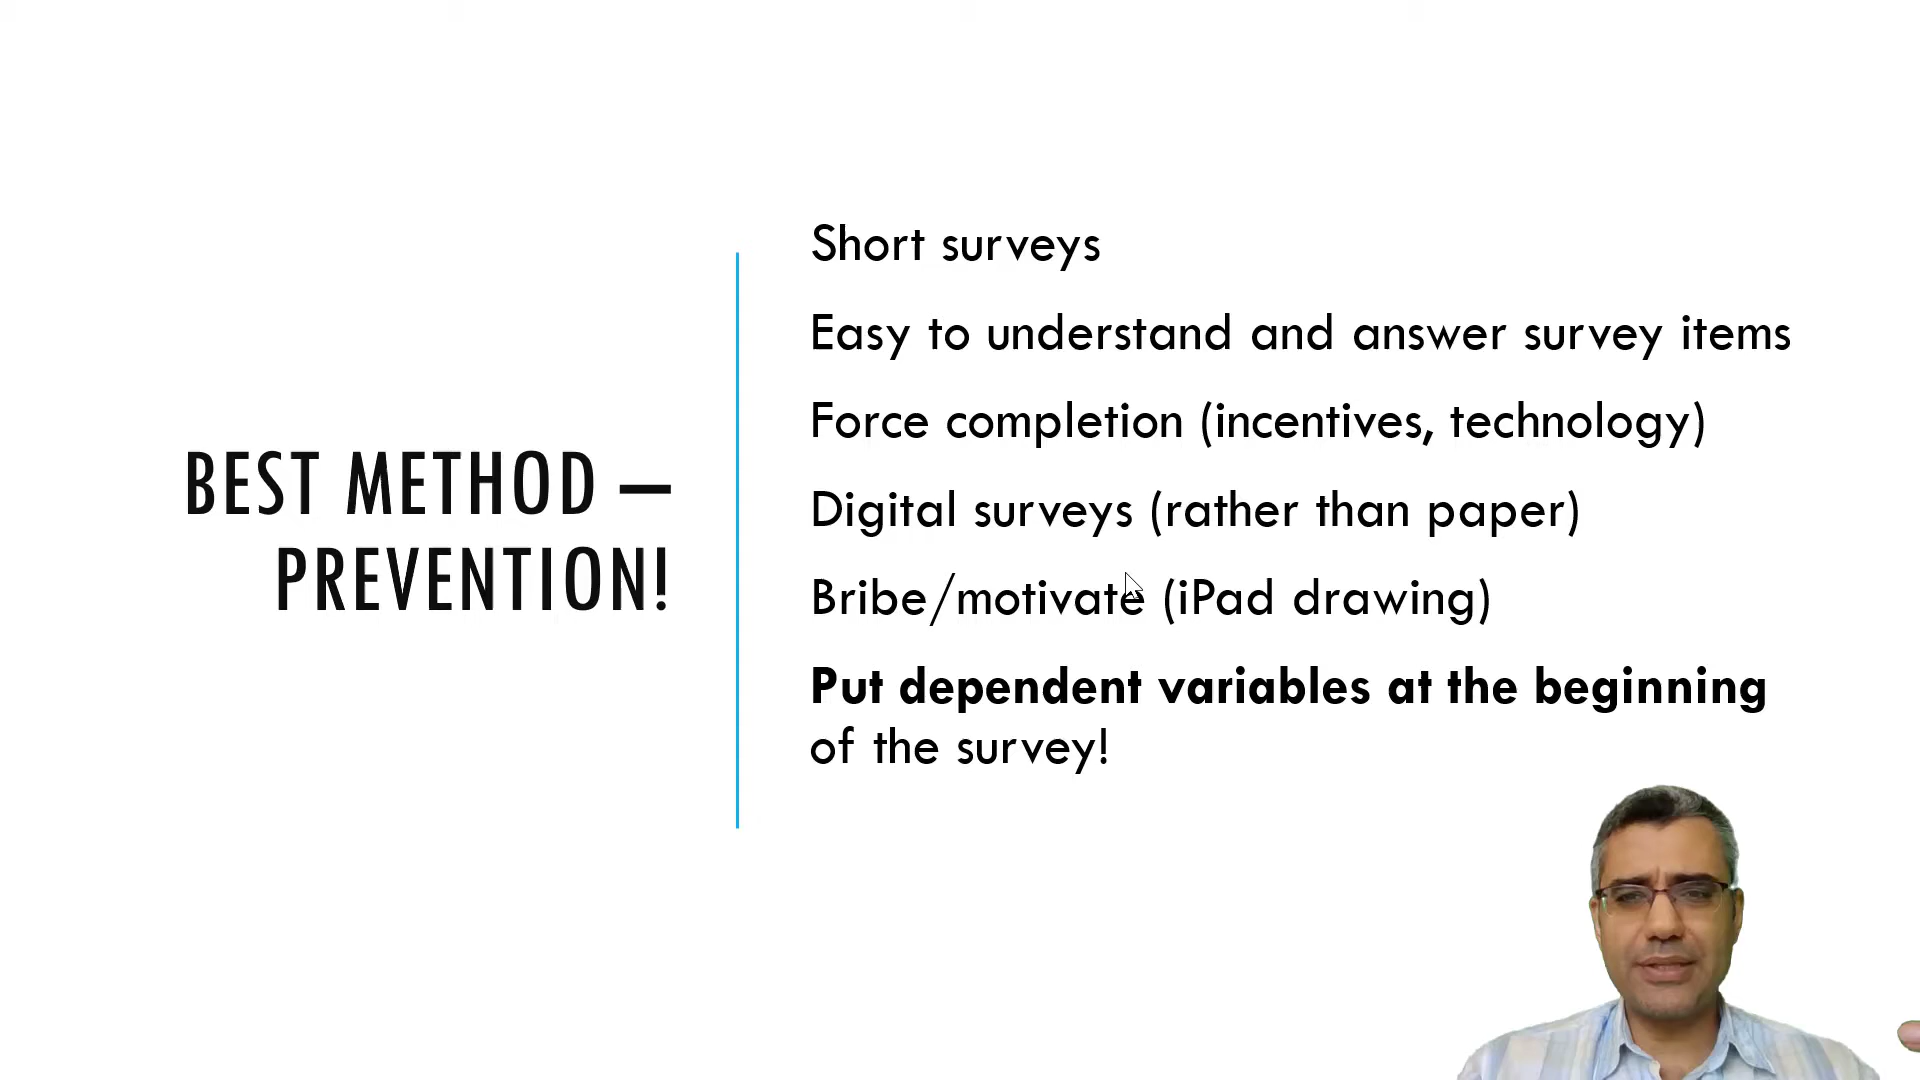 BEST METHOD –
PREVENTION!
Short surveys
Easy to understand and answer survey items
Force completion (incentives, technology)
Digital surveys (rather than paper)
Bribe/motivate (iPad drawing)
Put dependent variables at the beginning
of the survey!